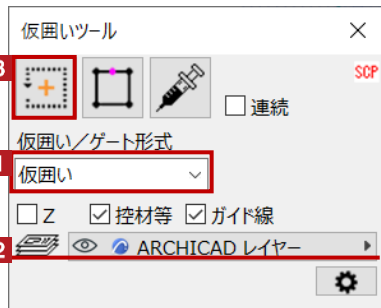 仮囲いツール
3
SCP
連続
仮囲い／ゲート形式
1
仮囲い
Z 控材等 ガイド線
2
ARCHICAD レイヤー